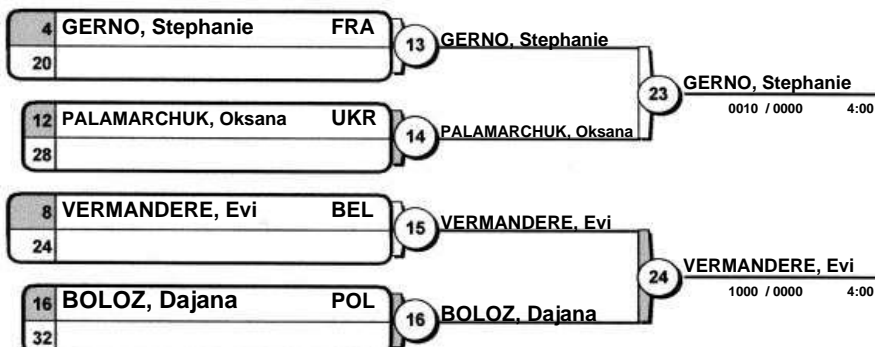 4 GERNO, Stephanie FRA
20
13 GERNO, Stephanie
12 PALAMARCHUK, Oksana UKR
28
14 PALAMARCHUK, Oksana
23 GERNO, Stephanie
0010 / 0000 4:00
8 VERMANDERE, Evi BEL
24
15 VERMANDERE, Evi
16 BOLOZ, Dajana POL
32
16 BOLOZ, Dajana
24 VERMANDERE, Evi
1000 / 0000 4:00